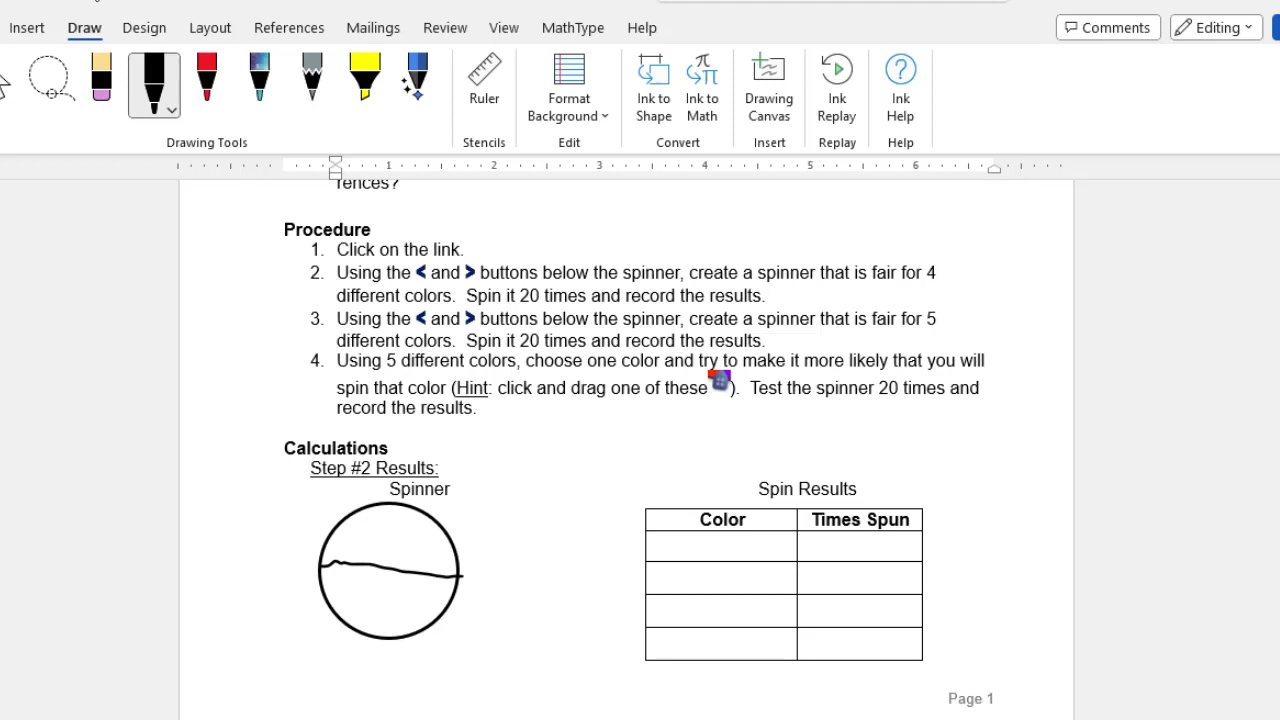 Insert Draw Design Layout References Mailings Review View MathType Help Comments Editing
Ruler Format Background Ink to Shape Ink to Math Drawing Canvas Ink Replay Ink Help
Drawing Tools Stencils Edit Convert Insert Replay Help
1 2 3 4 5 6
rences?
Procedure
1. Click on the link.
2. Using the < and > buttons below the spinner, create a spinner that is fair for 4
different colors. Spin it 20 times and record the results.
3. Using the < and > buttons below the spinner, create a spinner that is fair for 5
different colors. Spin it 20 times and record the results.
4. Using 5 different colors, choose one color and try to make it more likely that you will
spin that color (Hint: click and drag one of these ). Test the spinner 20 times and
record the results.
Calculations
Step #2 Results:
Spinner Spin Results
Color Times Spun
Page 1